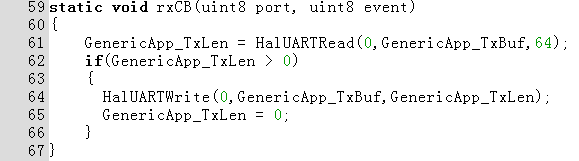 59 static void rxCB(uint8 port, uint8 event)
60 {
61     GenericApp_TxLen = HalUARTRead(0,GenericApp_TxBuf,64);
62     if(GenericApp_TxLen > 0)
63     {
64       HalUARTWrite(0,GenericApp_TxBuf,GenericApp_TxLen);
65       GenericApp_TxLen = 0;
66     }
67 }